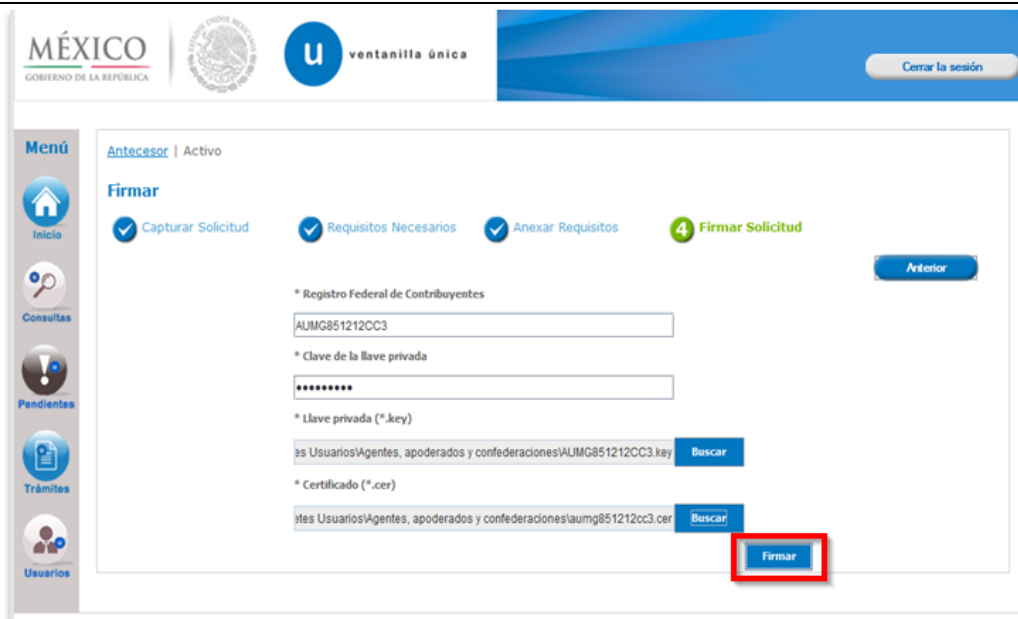 MÉXICO
GOBIERNO DE LA REPÚBLICA
u
ventanilla única
Cerrar la sesión
Menú
Inicio
Consultas
Pendientes
Trámites
Usuarios
Antecesor | Activo
Firmar
Capturar Solicitud
Requisitos Necesarios
Anexar Requisitos
4 Firmar Solicitud
Anterior
* Registro Federal de Contribuyentes
AUMG851212CC3
* Clave de la llave privada
•••••••••
* Llave privada (*.key)
es Usuarios\Agentes, apoderados y confederaciones\AUMG851212CC3.key
Buscar
* Certificado (*.cer)
etes Usuarios\Agentes, apoderados y confederaciones\aumg851212cc3.cer
Buscar
Firmar